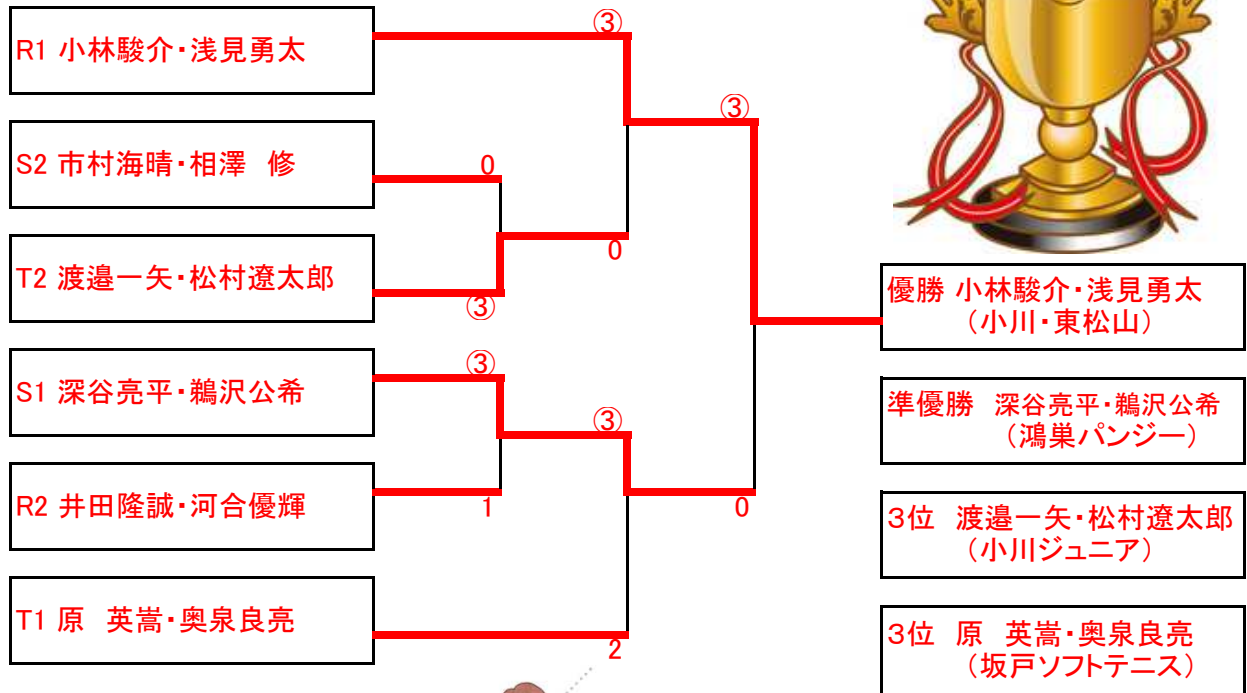 ③
R1 小林駿介・浅見勇太
③
S2 市村海晴・相澤　修
0
0
T2 渡邉一矢・松村遼太郎
③
優勝 小林駿介・浅見勇太
（小川・東松山）
S1 深谷亮平・鵜沢公希
③
③
準優勝　深谷亮平・鵜沢公希
（鴻巣パンジー）
R2 井田隆誠・河合優輝
1
0
3位　渡邉一矢・松村遼太郎
（小川ジュニア）
T1 原　英嵩・奥泉良亮
2
3位　原　英嵩・奥泉良亮
（坂戸ソフトテニス）